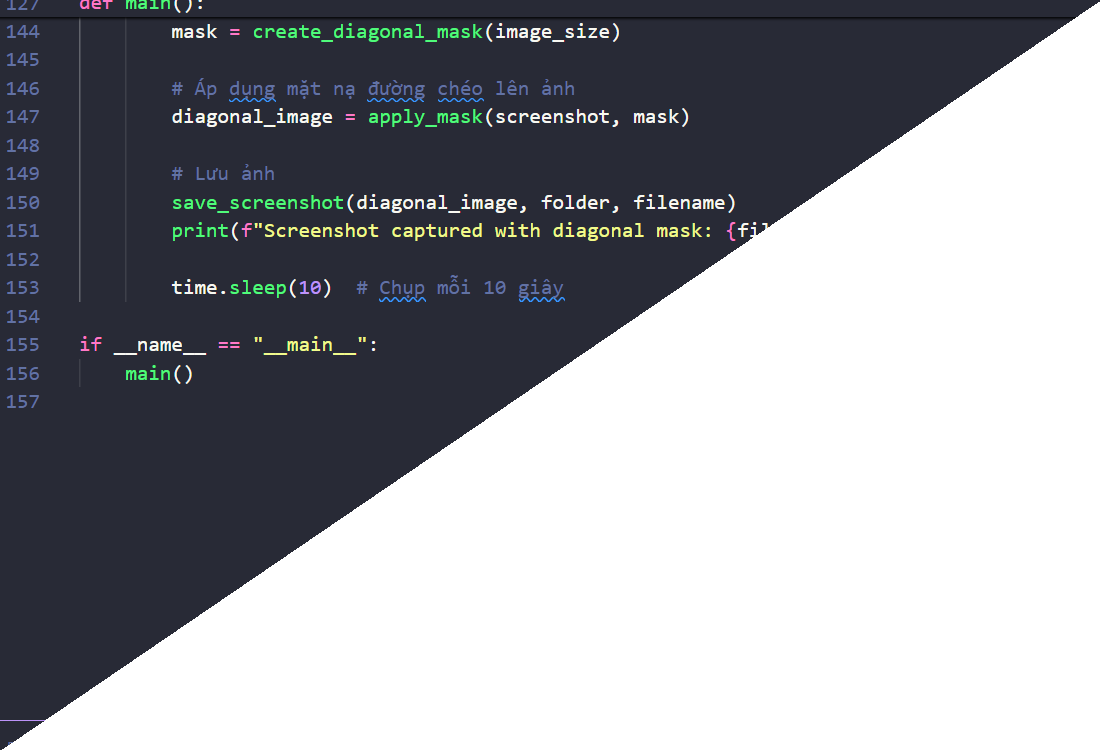 127 def main():
144 mask = create_diagonal_mask(image_size)
145
146 # Áp dụng mặt nạ đường chéo lên ảnh
147 diagonal_image = apply_mask(screenshot, mask)
148
149 # Lưu ảnh
150 save_screenshot(diagonal_image, folder, filename)
151 print(f"Screenshot captured with diagonal mask: {
152
153 time.sleep(10) # Chụp mỗi 10 giây
154
155 if __name__ == "__main__":
156 main()
157